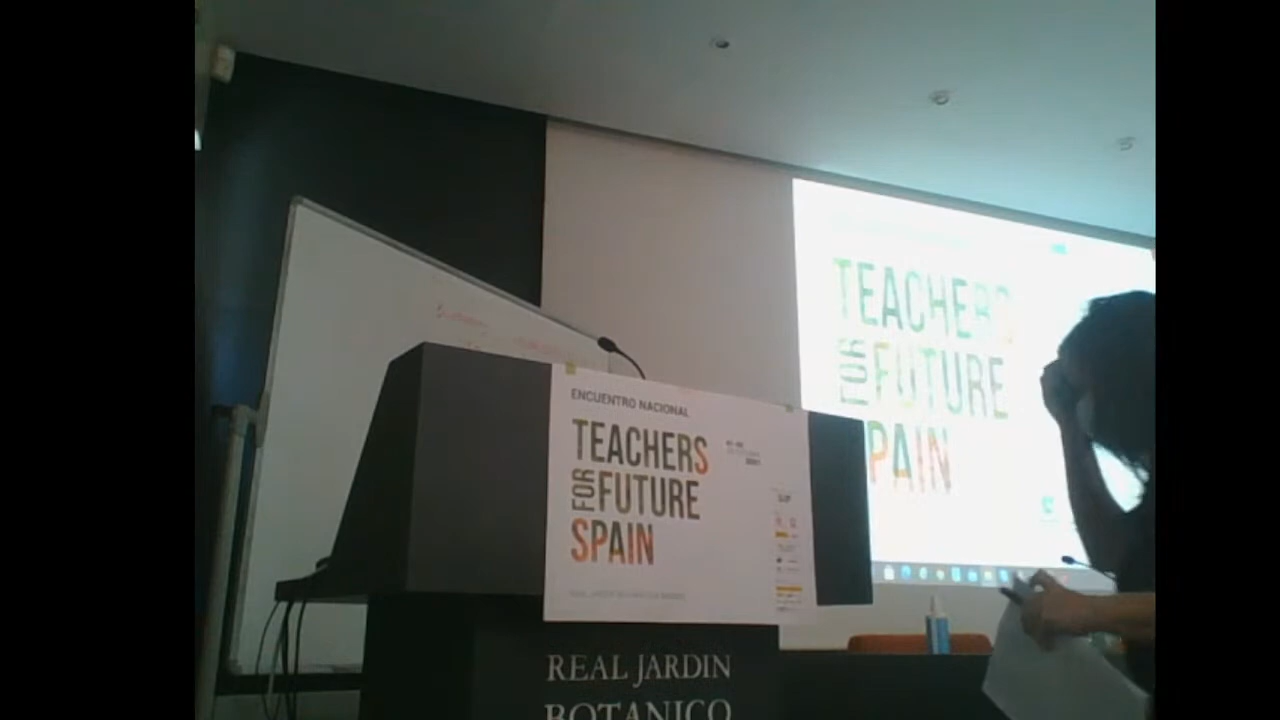 ENCUENTRO NACIONAL
TEACHERS
FOR FUTURE
SPAIN
REAL JARDIN
BOTANICO
TEACHERS
FOR FUTURE
SPAIN